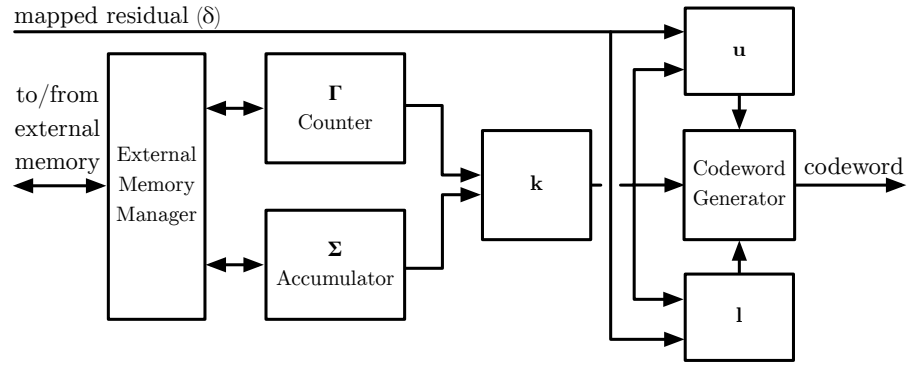 mapped residual (δ)
to/from
external
memory
External
Memory
Manager
Γ
Counter
Σ
Accumulator
k
u
Codeword
Generator
l
codeword